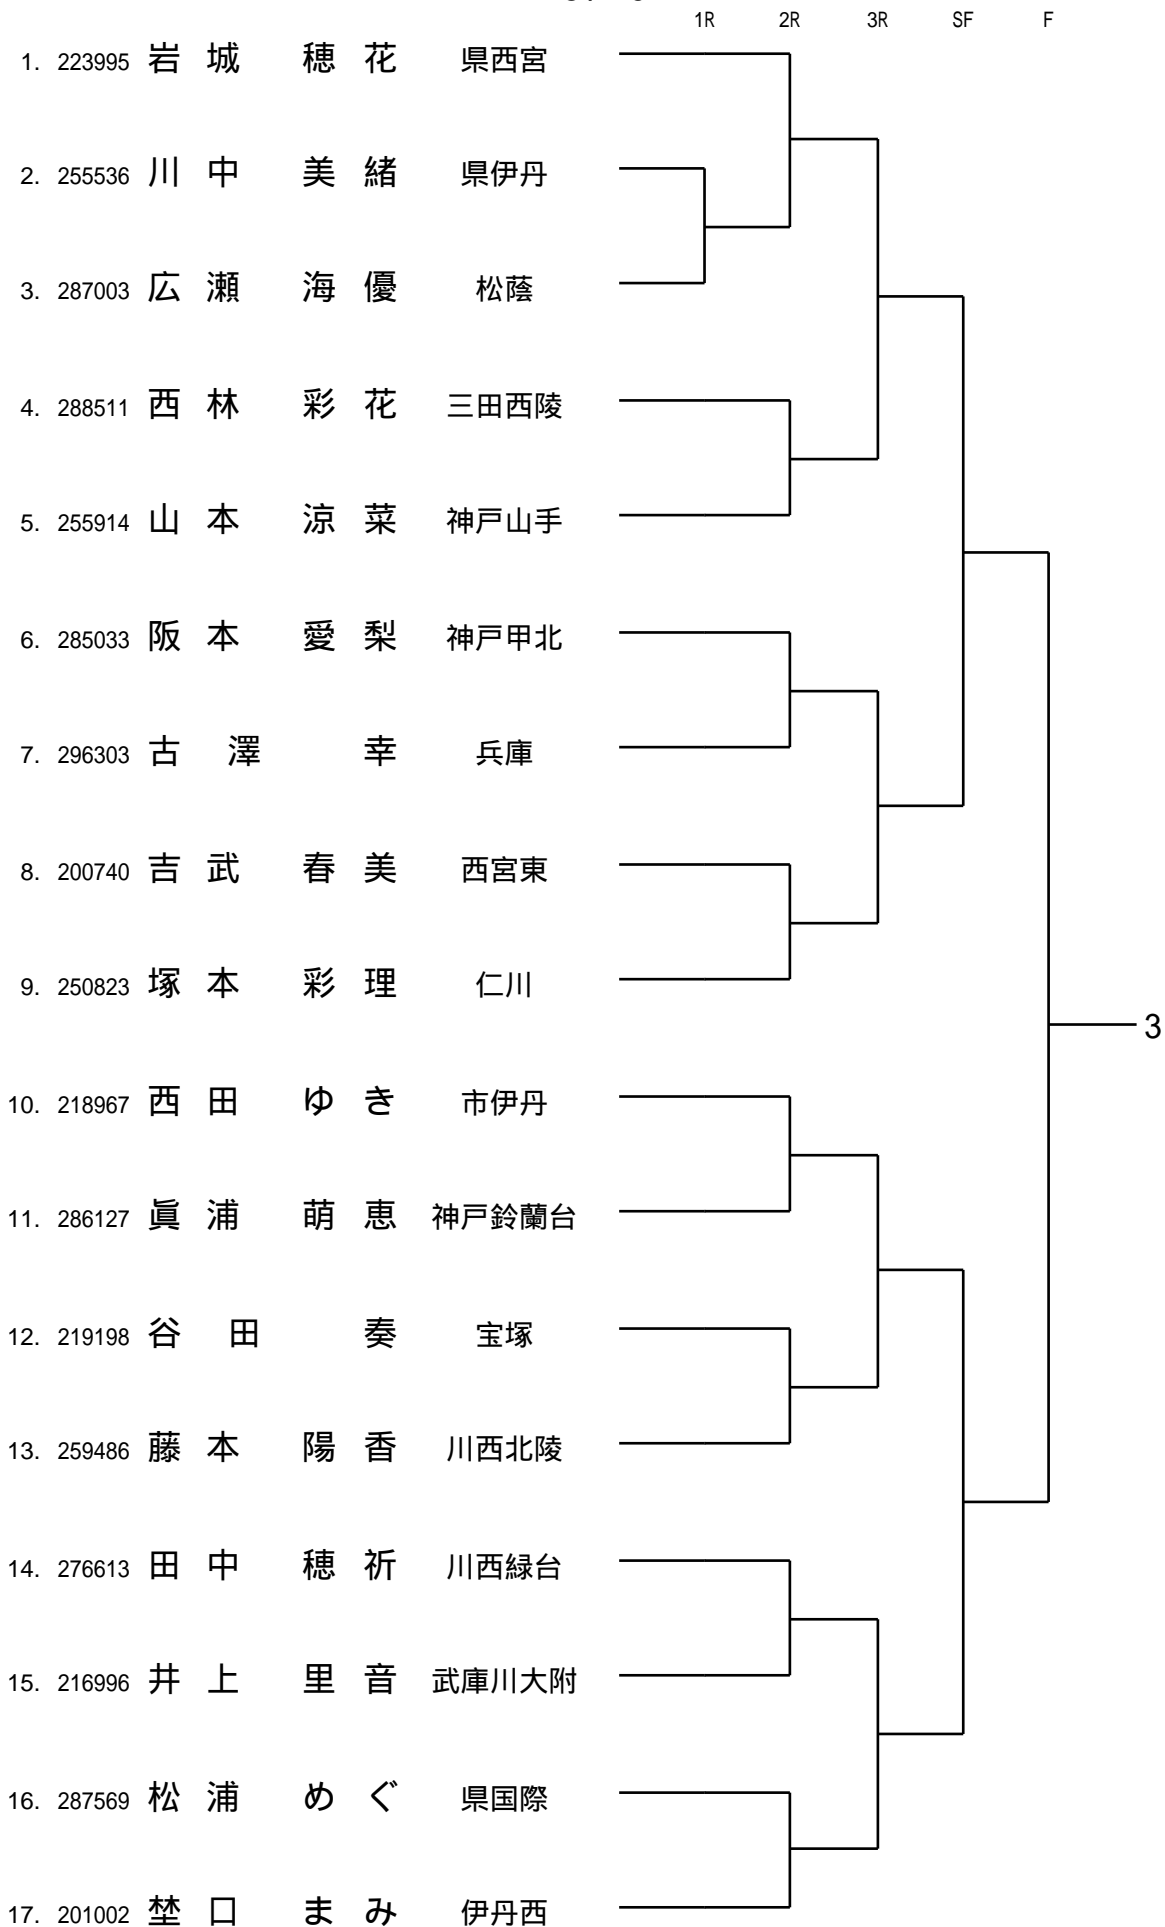 1R 2R 3R SF F
1. 223995 岩城 穂花 県西宮
2. 255536 川中 美緒 県伊丹
3. 287003 広瀬 海優 松蔭
4. 288511 西林 彩花 三田西陵
5. 255914 山本 涼菜 神戸山手
6. 285033 阪本 愛梨 神戸甲北
7. 296303 古澤 幸 兵庫
8. 200740 吉武 春美 西宮東
9. 250823 塚本 彩理 仁川
3
10. 218967 西田 ゆき 市伊丹
11. 286127 眞浦 萌恵 神戸鈴蘭台
12. 219198 谷田 奏 宝塚
13. 259486 藤本 陽香 川西北陵
14. 276613 田中 穂祈 川西緑台
15. 216996 井上 里音 武庫川大附
16. 287569 松浦 めぐ 県国際
17. 201002 埜口 まみ 伊丹西